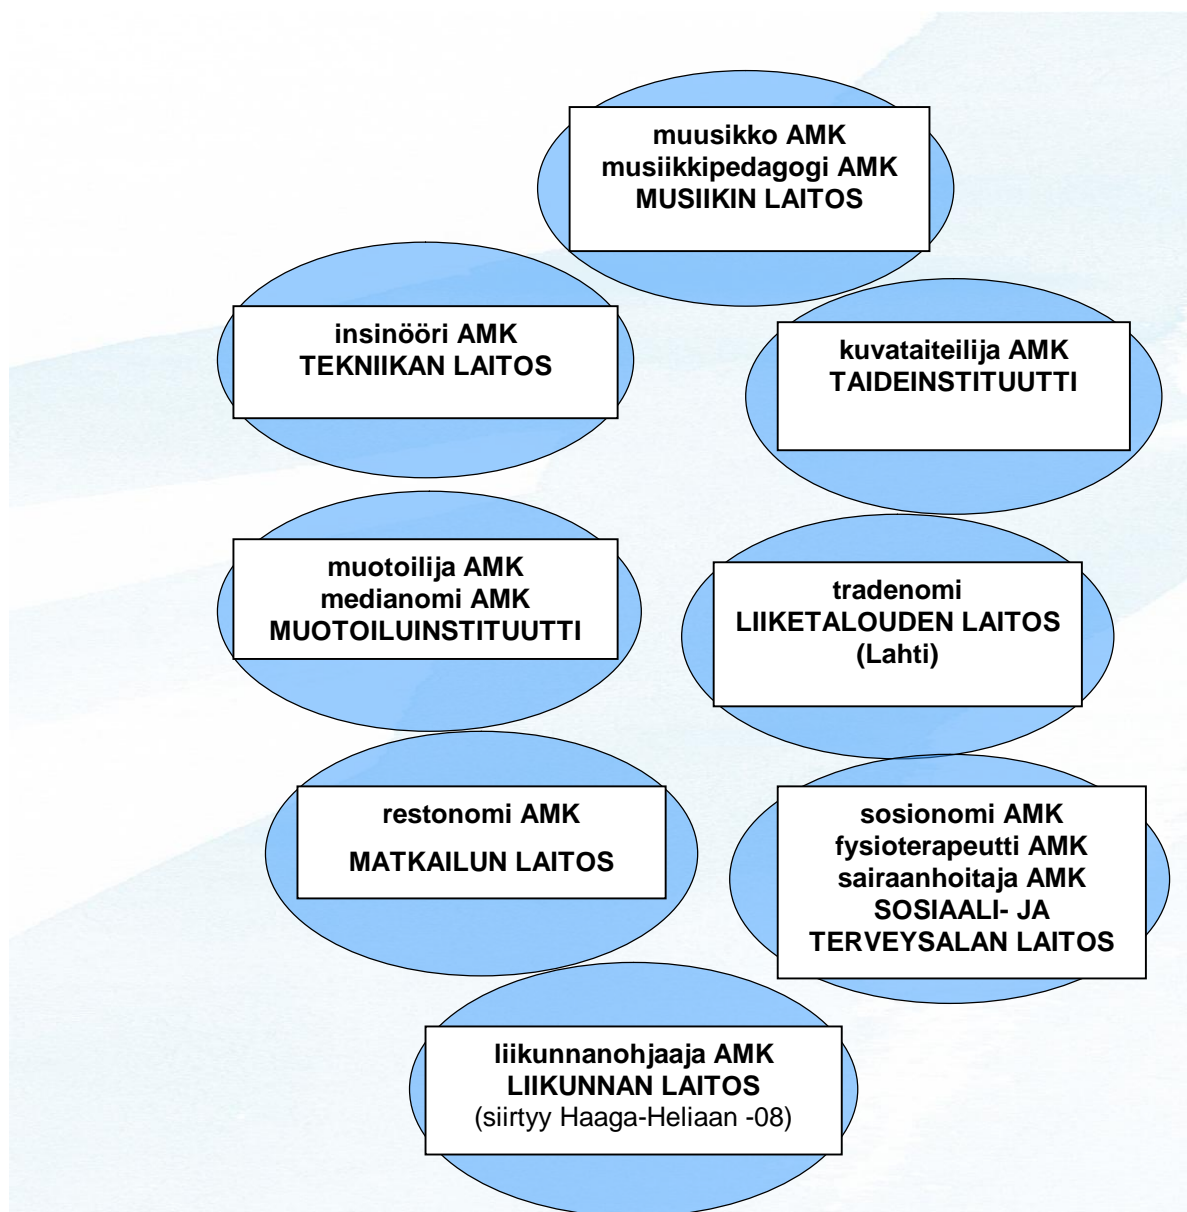 muusikko AMK
musiikkipedagogi AMK
MUSIIKIN LAITOS
insinööri AMK
TEKNIIKAN LAITOS
kuvataiteilija AMK
TAIDEINSTITUUTTI
muotoilija AMK
medianomi AMK
MUOTOILUINSTITUUTTI
tradenomi
LIIKETALOUDEN LAITOS
(Lahti)
restonomi AMK
MATKAILUN LAITOS
sosionomi AMK
fysioterapeutti AMK
sairaanhoitaja AMK
SOSIAALI- JA
TERVEYSALAN LAITOS
liikunnanohjaaja AMK
LIIKUNNAN LAITOS
(siirtyy Haaga-Heliaan -08)